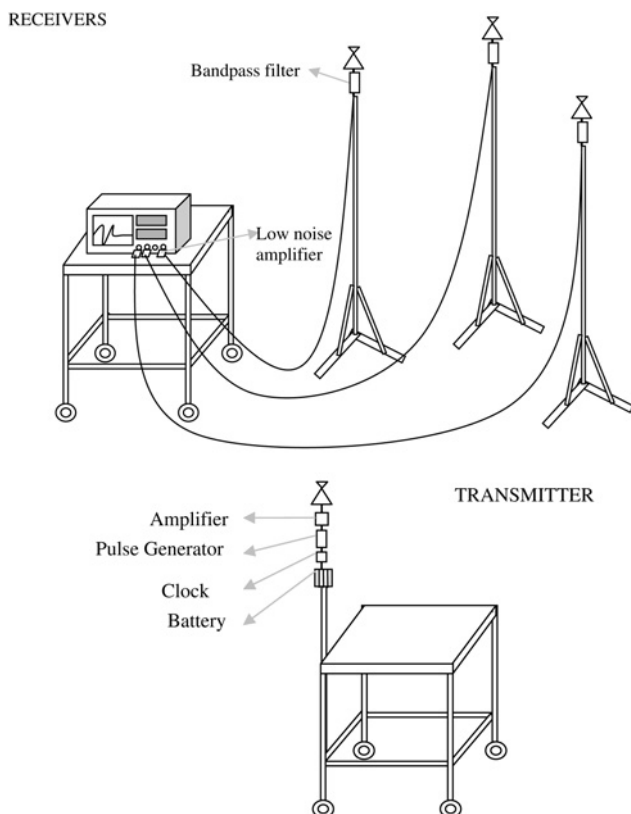 RECEIVERS
Bandpass filter
Low noise
amplifier
TRANSMITTER
Amplifier
Pulse Generator
Clock
Battery